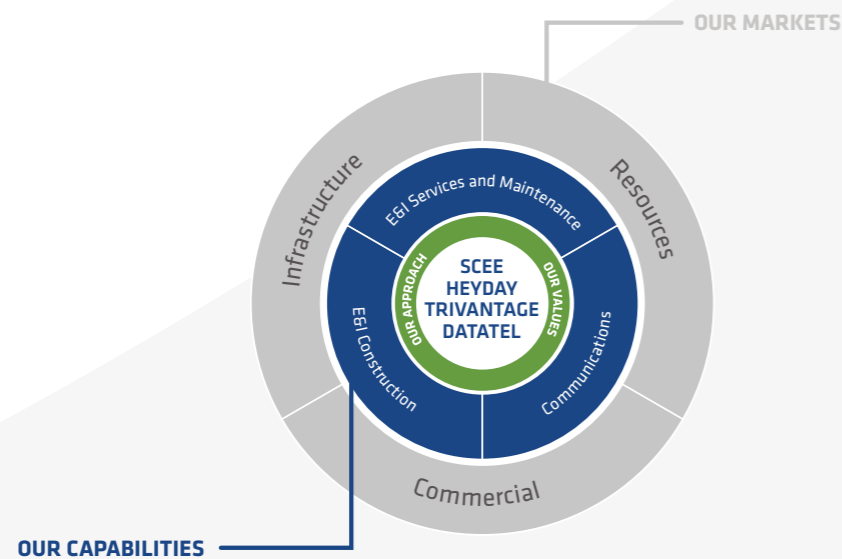 OUR MARKETS
Infrastructure
Resources
E&I Services and Maintenance
OUR APPROACH
SCEE
HEYDAY
TRIVANTAGE
DATATEL
OUR VALUES
E&I Construction
Communications
Commercial
OUR CAPABILITIES